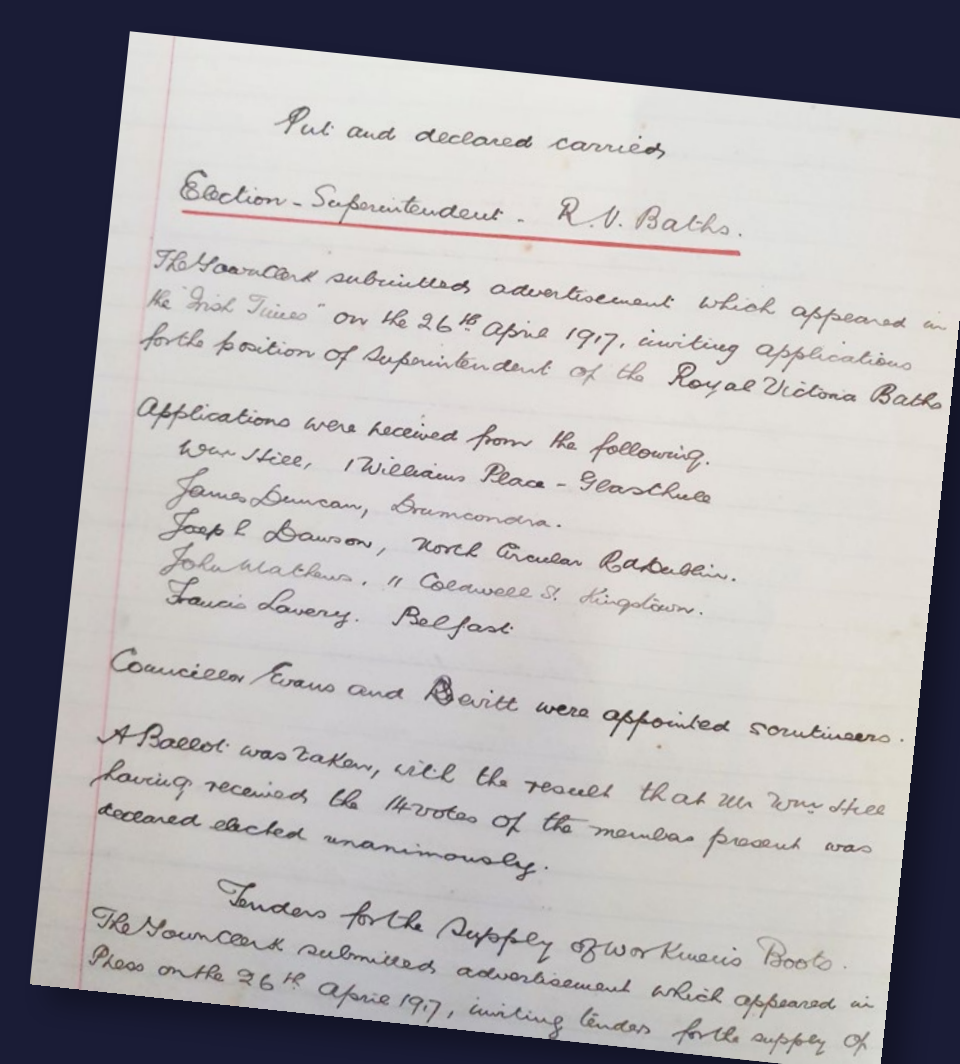 Put and declared carried
Election - Superintendent - R.V. Baths.
The Town Clerk submitted advertisement which appeared in
the "Irish Times" on the 26th April 1917, inviting applications
for the position of Superintendent of the Royal Victoria Baths
Applications were received from the following.
Wm Hill, 1 Williams Place - Glasthule
James Duncan, Drumcondra.
Joseph Dawson, North Circular Rd Dublin.
John Mathews, 11 Coldwell St. Kingstown.
Francis Lavery. Belfast
Councillor Evans and Devitt were appointed scrutineers.
A Ballot was taken, with the result that Mr Wm Hill
having received the 14 votes of the members present was
declared elected unanimously.
Tenders for the Supply of Workmens Boots.
The Town Clerk submitted advertisement which appeared in
Press on the 26th April 1917, inviting tenders for the supply of